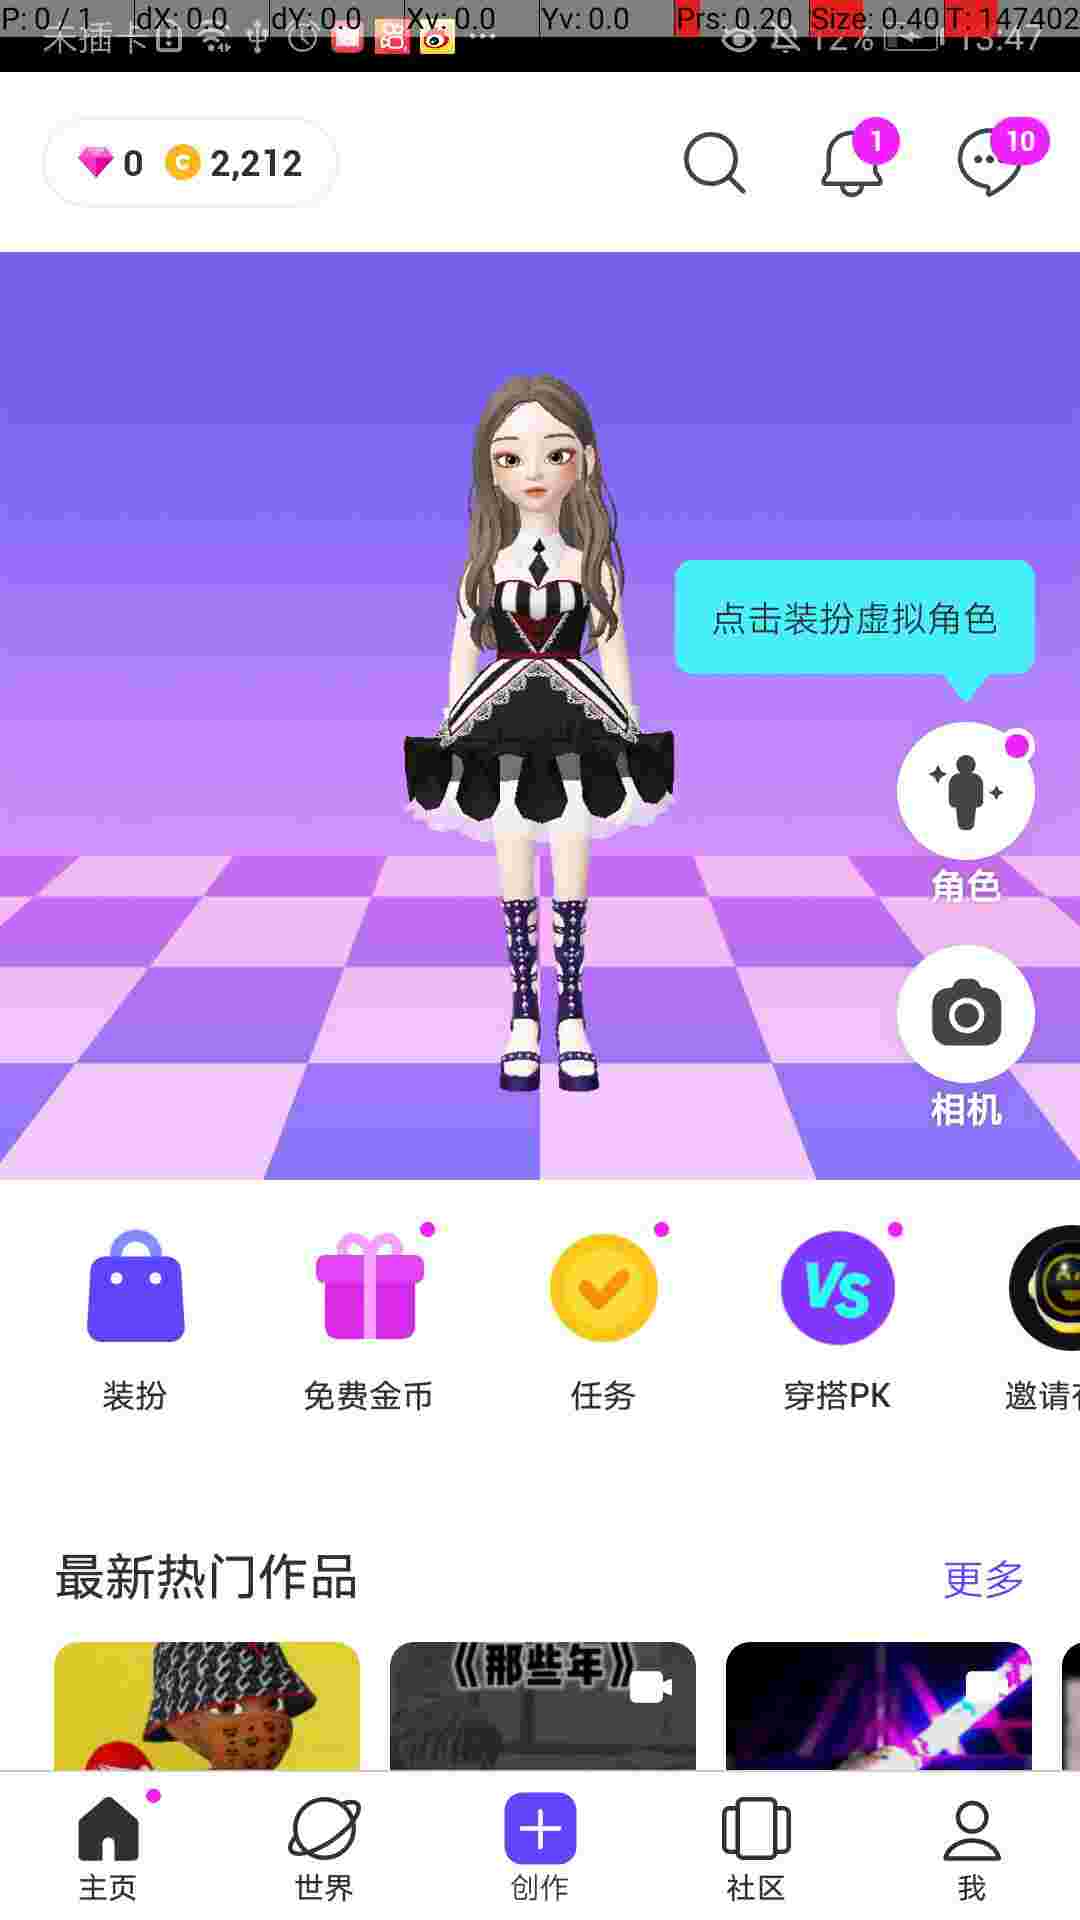 P: 0 / 1 dX: 0.0 dY: 0.0 Xv: 0.0 Yv: 0.0 Prs: 0.20 Size: 0.40 T: 147402
未插卡 12% 13:47
0 2,212 1 10
点击装扮虚拟角色
角色
相机
装扮 免费金币 任务 穿搭PK 邀请
VS
最新热门作品 更多
《那些年》
主页 世界 创作 社区 我